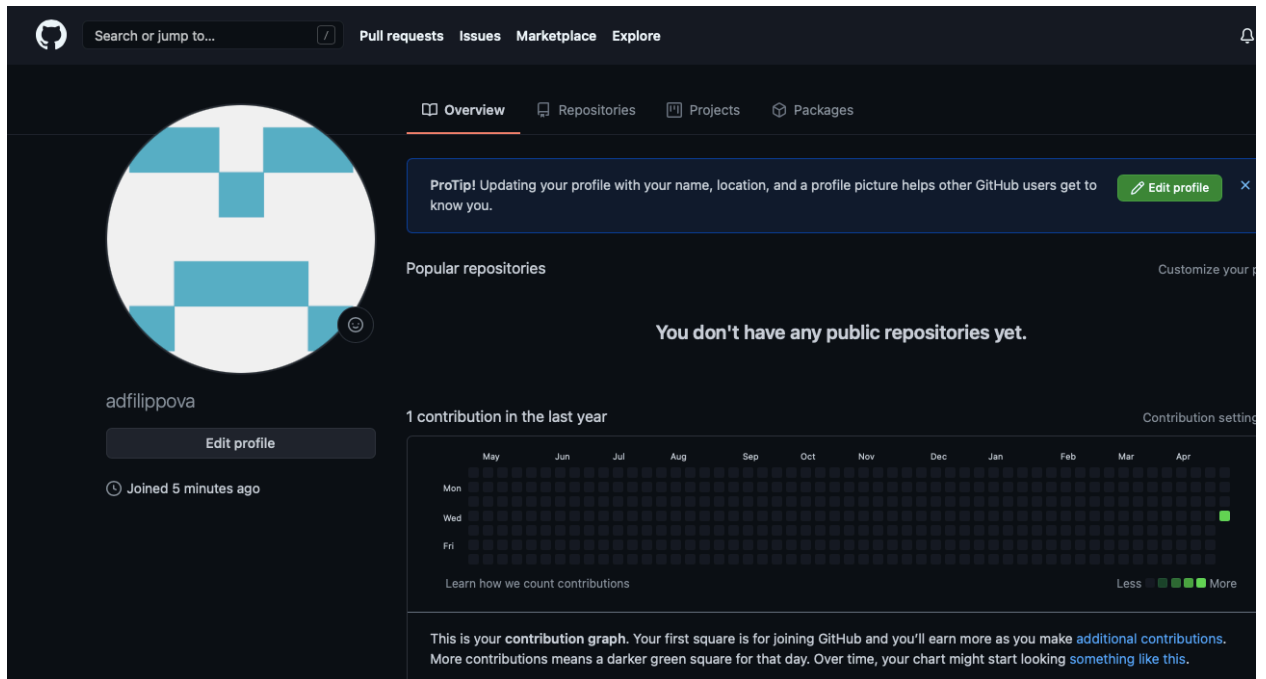 Search or jump to... /
Pull requests Issues Marketplace Explore
Overview Repositories Projects Packages
ProTip! Updating your profile with your name, location, and a profile picture helps other GitHub users get to
know you.
Edit profile
Popular repositories
Customize your p
You don't have any public repositories yet.
adfilippova
Edit profile
Joined 5 minutes ago
1 contribution in the last year
Contribution setting
May Jun Jul Aug Sep Oct Nov Dec Jan Feb Mar Apr
Mon
Wed
Fri
Learn how we count contributions
Less More
This is your contribution graph. Your first square is for joining GitHub and you’ll earn more as you make additional contributions.
More contributions means a darker green square for that day. Over time, your chart might start looking something like this.